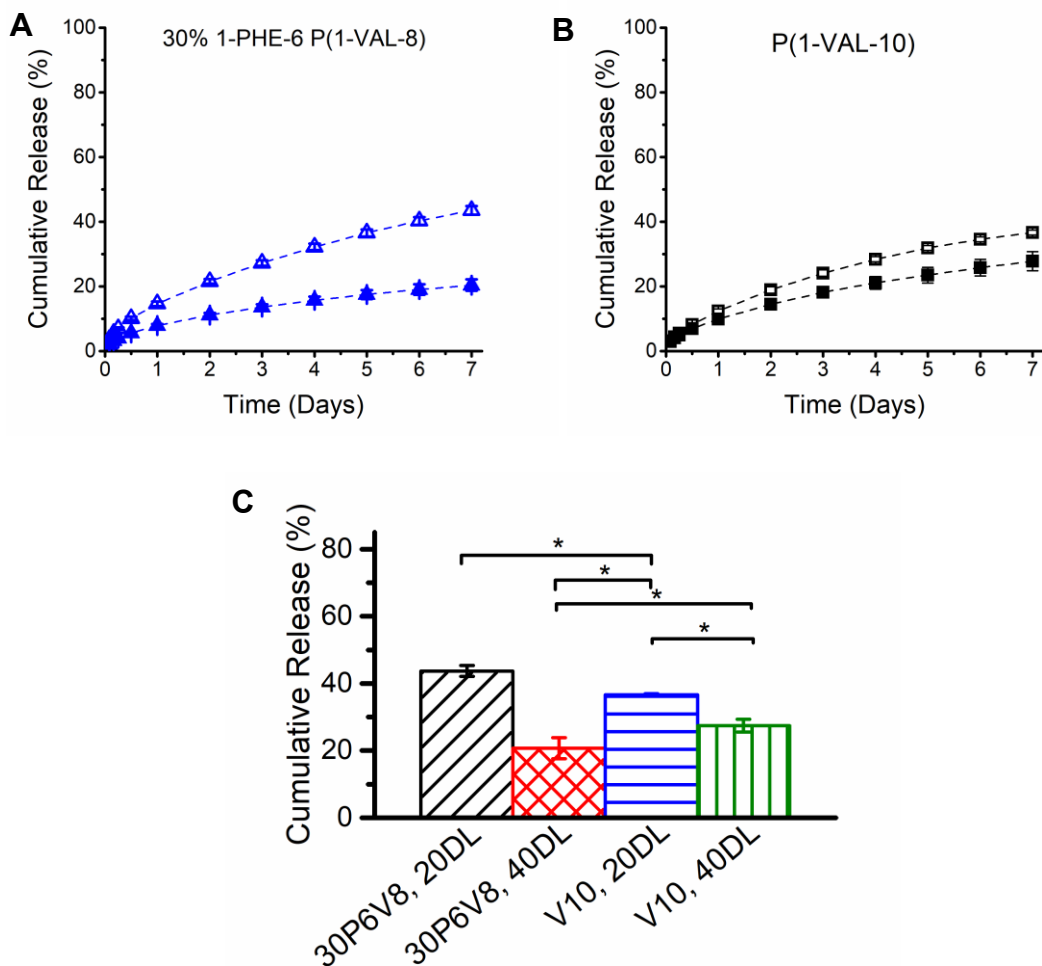 A
30% 1-PHE-6 P(1-VAL-8)
Cumulative Release (%)
100
80
60
40
20
0
0 1 2 3 4 5 6 7
Time (Days)
B
P(1-VAL-10)
Cumulative Release (%)
100
80
60
40
20
0
0 1 2 3 4 5 6 7
Time (Days)
C
Cumulative Release (%)
80
60
40
20
0
*
*
*
*
30P6V8, 20DL
30P6V8, 40DL
V10, 20DL
V10, 40DL